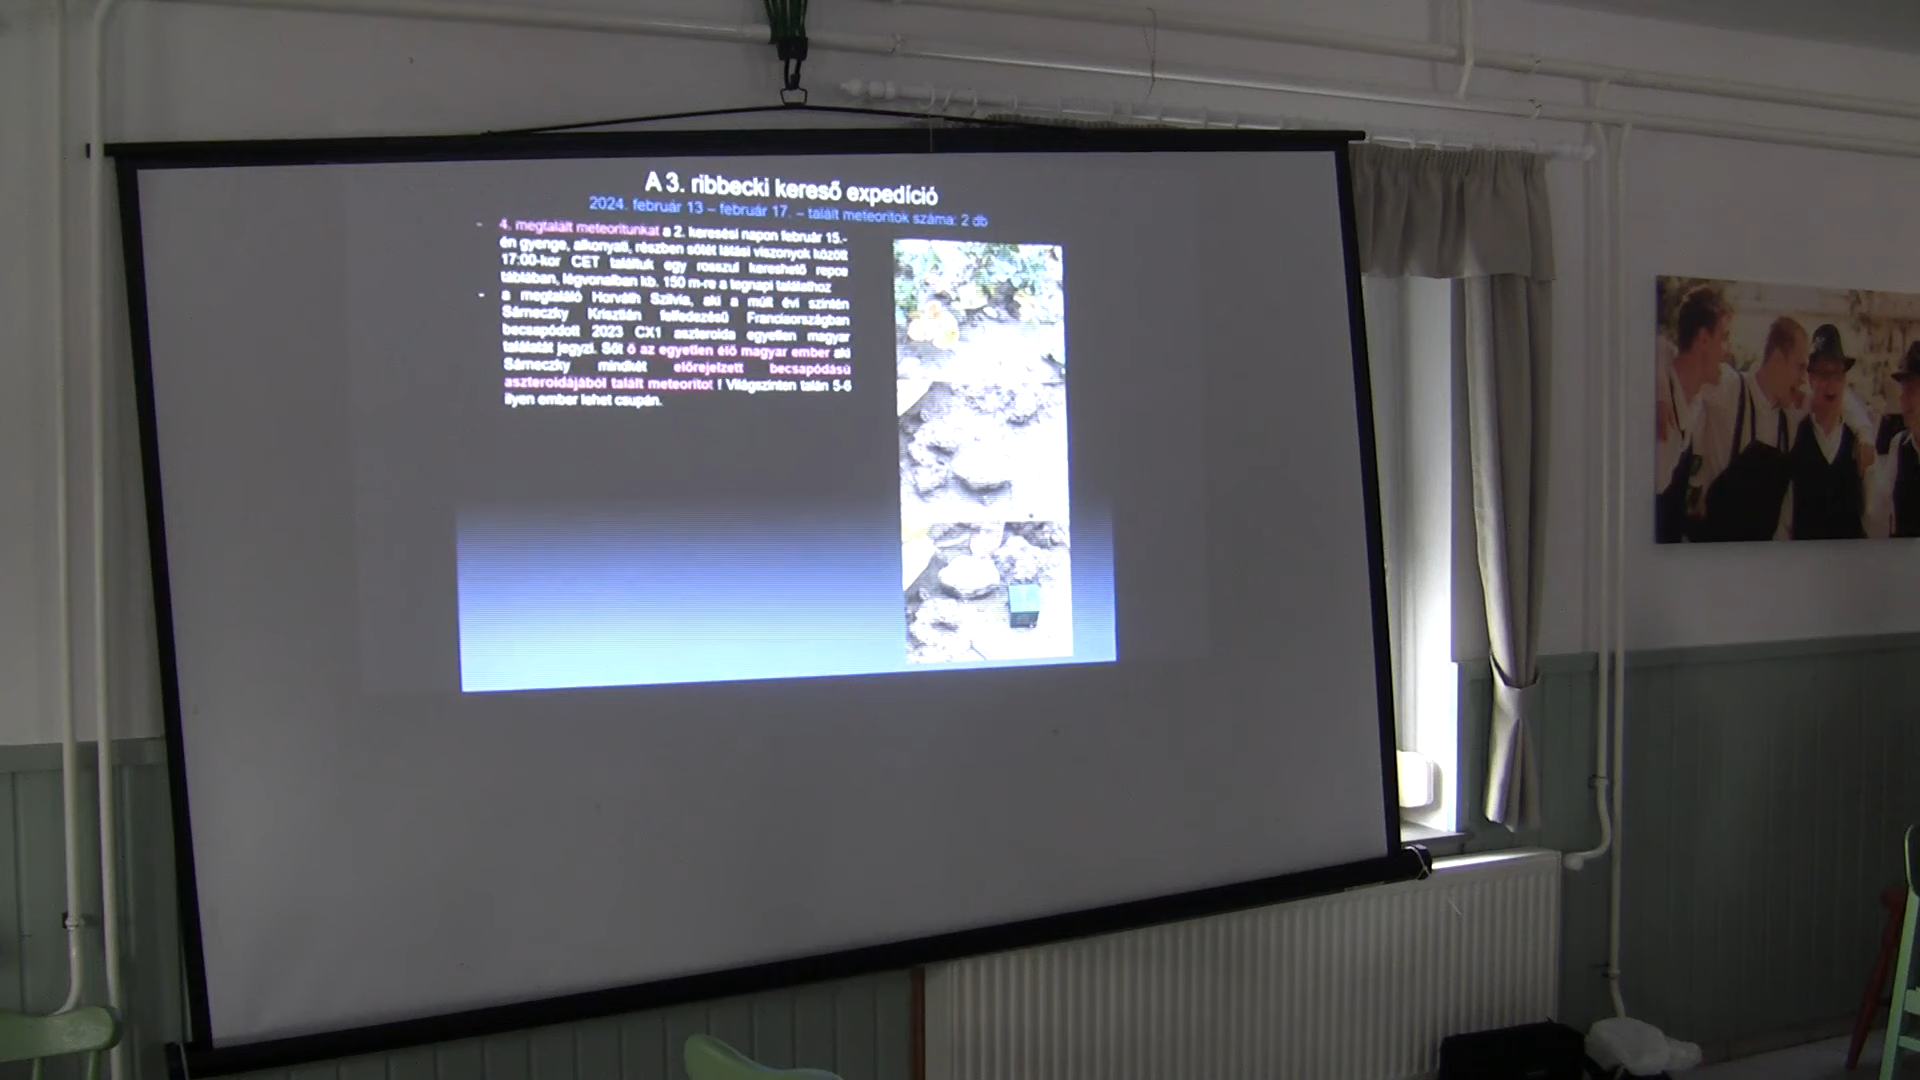 A 3. ribbecki kereső expedíció
2024. február 13 – február 17. – talált meteoritok száma: 2 db
- 4. megtalált meteoritunkat a 2. keresési napon február 15.-
én gyenge, alkonyati, részben sötét látási viszonyok között
17:00-kor CET találtuk egy rosszul kereshető repce
táblában, légvonalban kb. 150 m-re a tegnapi találathoz
- a megtaláló Horváth Szilvia, aki a múlt évi szintén
Sárneczky Krisztián felfedezésű Franciaországban
becsapódott 2023 CX1 aszteroida egyetlen magyar
találatát jegyzi. Sőt ő az egyetlen élő magyar ember aki
Sárneczky mindkét előrejelzett becsapódású
aszteroidájából talált meteoritot ! Világszinten talán 5-6
ilyen ember lehet csupán.